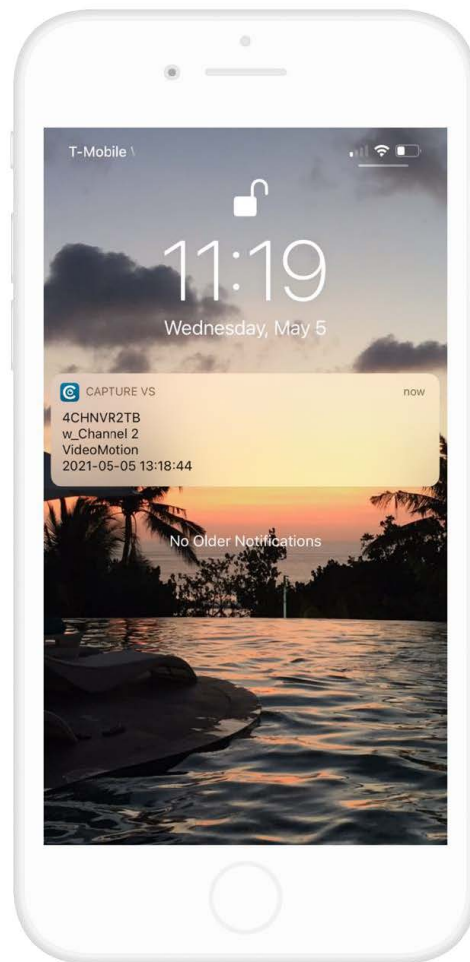 T-Mobile \
11:19
Wednesday, May 5
CAPTURE VS now
4CHNVR2TB
w_Channel 2
VideoMotion
2021-05-05 13:18:44
No Older Notifications